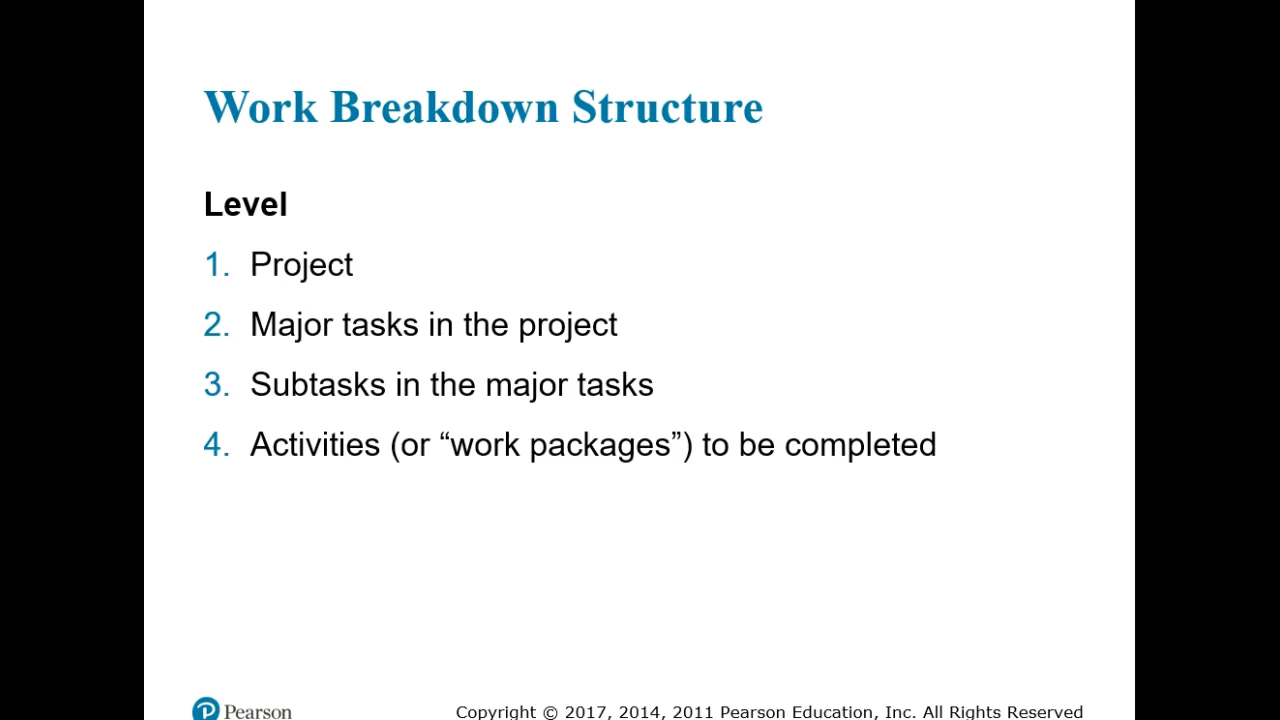 Work Breakdown Structure
Level
1. Project
2. Major tasks in the project
3. Subtasks in the major tasks
4. Activities (or “work packages”) to be completed
Pearson
Copyright © 2017, 2014, 2011 Pearson Education, Inc. All Rights Reserved